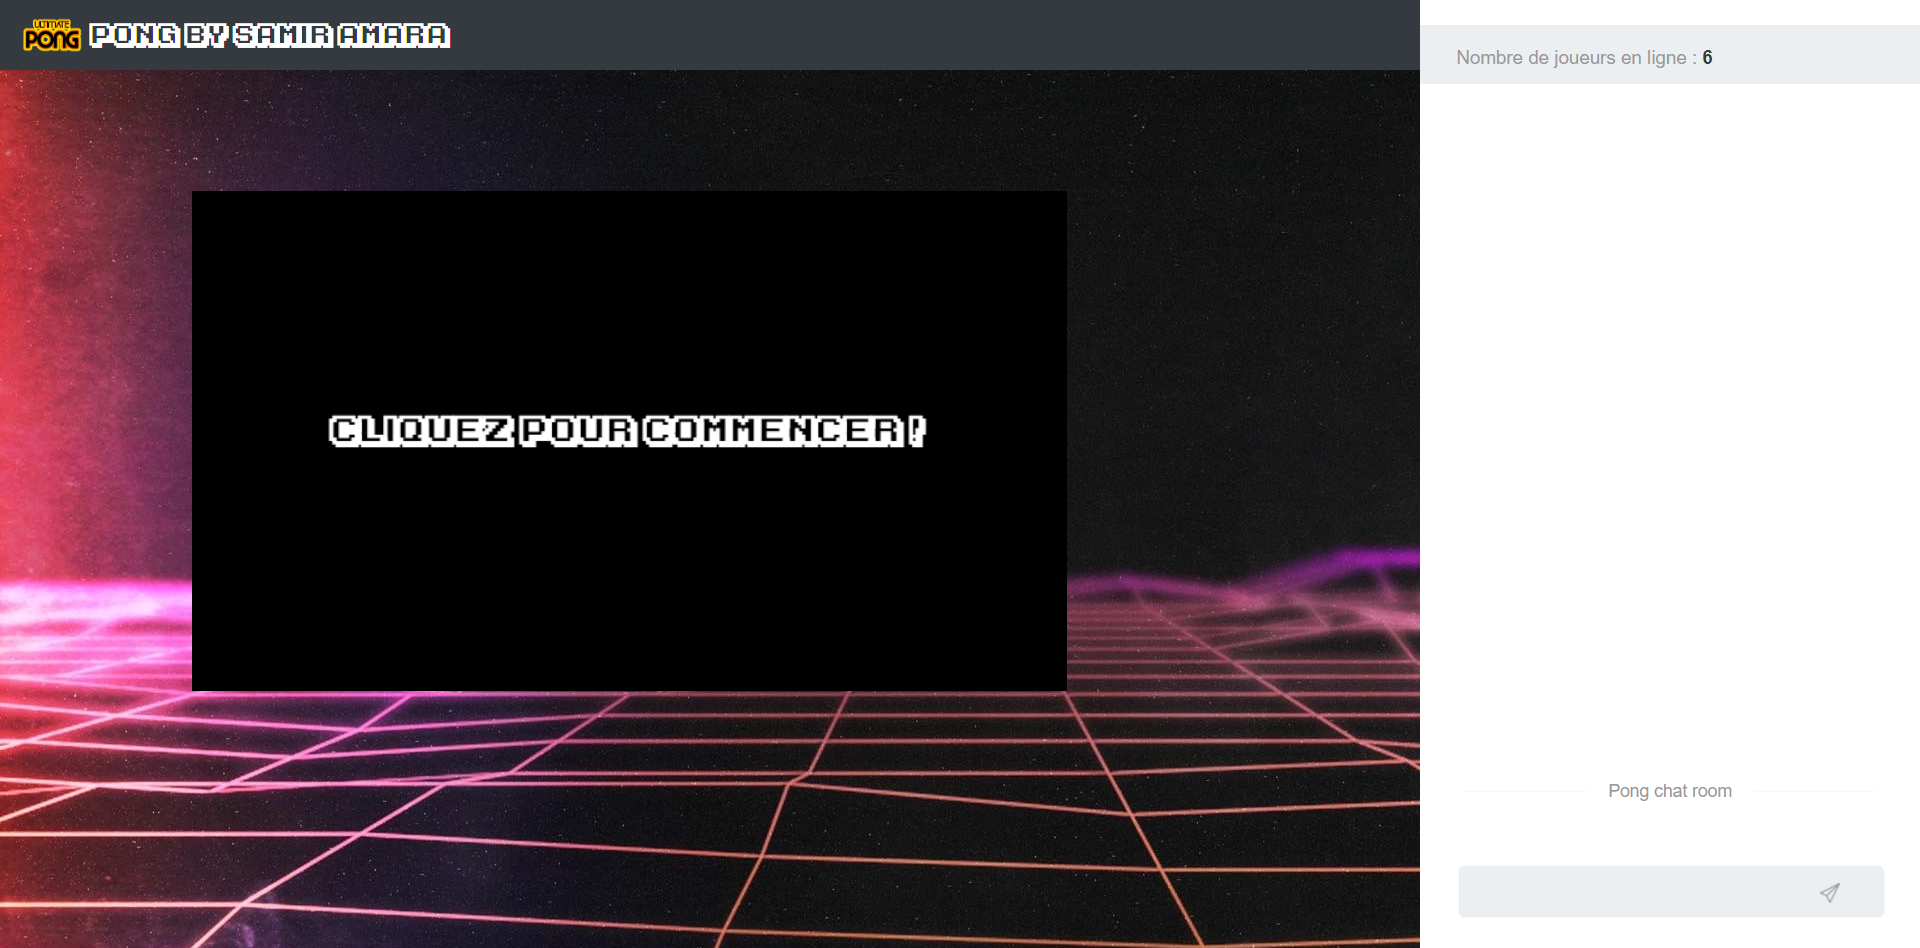 ULTIMATE
PONG
PONG BY SAMIR AMARA
Nombre de joueurs en ligne : 6
CLIQUEZ POUR COMMENCER !
Pong chat room